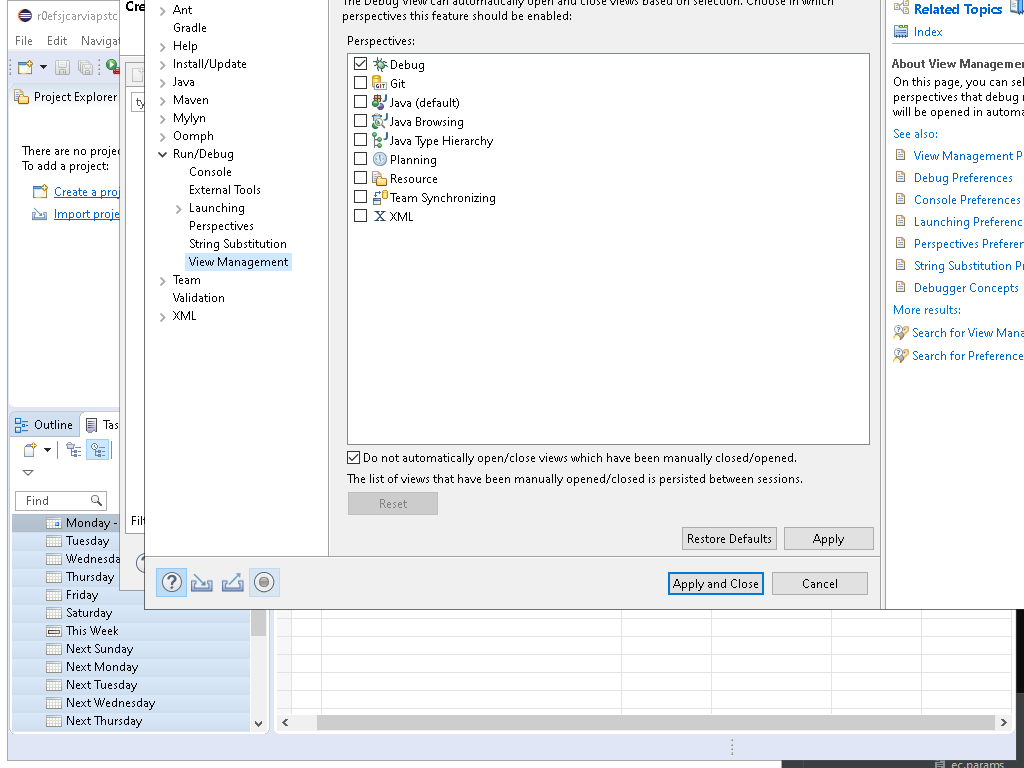 r0efsjcarviapstc
Cre
File Edit Naviga
Project Explorer
There are no projec
To add a project:
Create a proj
Import proje
Ant
Gradle
Help
Install/Update
Java
Maven
Mylyn
Oomph
Run/Debug
Console
External Tools
Launching
Perspectives
String Substitution
View Management
Team
Validation
XML
The Debug View can automatically open and close views based on selection. Choose in which
perspectives this feature should be enabled:
Perspectives:
Debug
Git
Java (default)
Java Browsing
Java Type Hierarchy
Planning
Resource
Team Synchronizing
XML
Do not automatically open/close views which have been manually closed/opened.
The list of views that have been manually opened/closed is persisted between sessions.
Reset
Restore Defaults Apply
Apply and Close Cancel
Related Topics
Index
About View Managemen
On this page, you can sel
perspectives that debug
will be opened in automa
See also:
View Management P
Debug Preferences
Console Preferences
Launching Preferenc
Perspectives Preferen
String Substitution Pr
Debugger Concepts
More results:
Search for View Mana
Search for Preference
ty
Filt
Outline Tas
Find
Monday -
Tuesday
Wednesda
Thursday
Friday
Saturday
This Week
Next Sunday
Next Monday
Next Tuesday
Next Wednesday
Next Thursday
ec.params